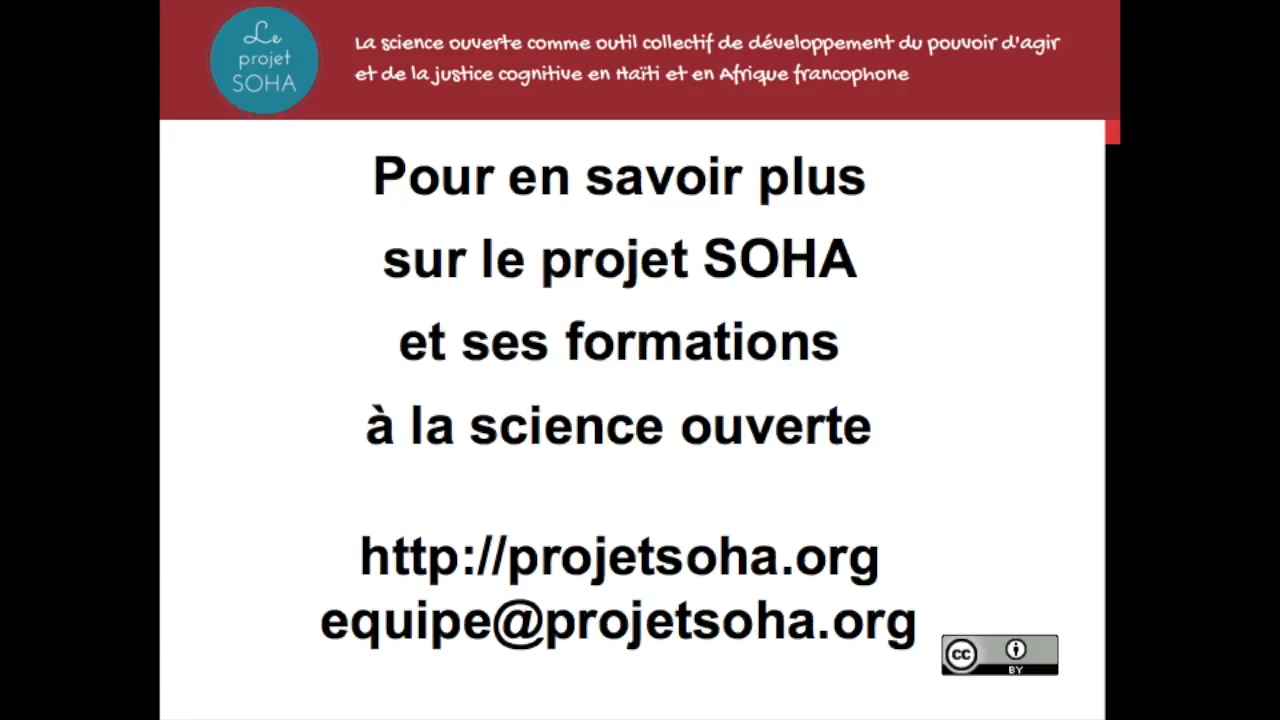 Le
projet
SOHA
La science ouverte comme outil collectif de développement du pouvoir d'agir
et de la justice cognitive en Haïti et en Afrique francophone
Pour en savoir plus
sur le projet SOHA
et ses formations
à la science ouverte
http://projetsoha.org
equipe@projetsoha.org
cc
BY